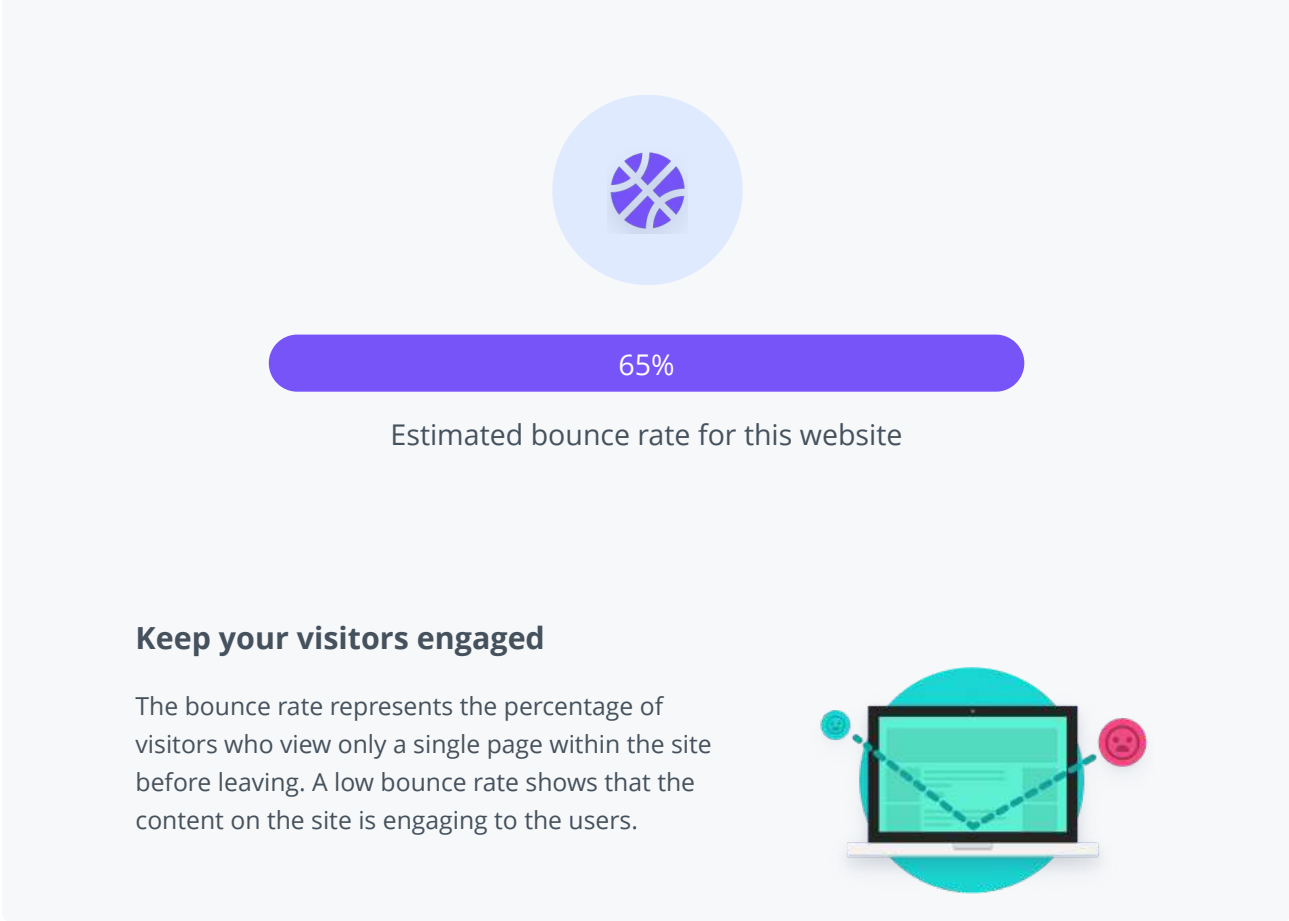 65%
Estimated bounce rate for this website
Keep your visitors engaged
The bounce rate represents the percentage of
visitors who view only a single page within the site
before leaving. A low bounce rate shows that the
content on the site is engaging to the users.